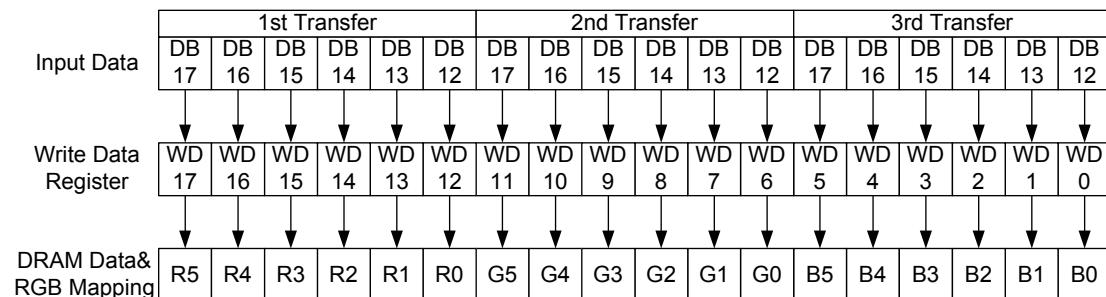 1st Transfer 2nd Transfer 3rd Transfer
Input Data
DB DB DB DB DB DB DB DB DB DB DB DB DB DB DB DB DB DB
17 16 15 14 13 12 17 16 15 14 13 12 17 16 15 14 13 12
Write Data
Register
WD WD WD WD WD WD WD WD WD WD WD WD WD WD WD WD WD WD
17 16 15 14 13 12 11 10 9 8 7 6 5 4 3 2 1 0
DRAM Data&
RGB Mapping
R5 R4 R3 R2 R1 R0 G5 G4 G3 G2 G1 G0 B5 B4 B3 B2 B1 B0